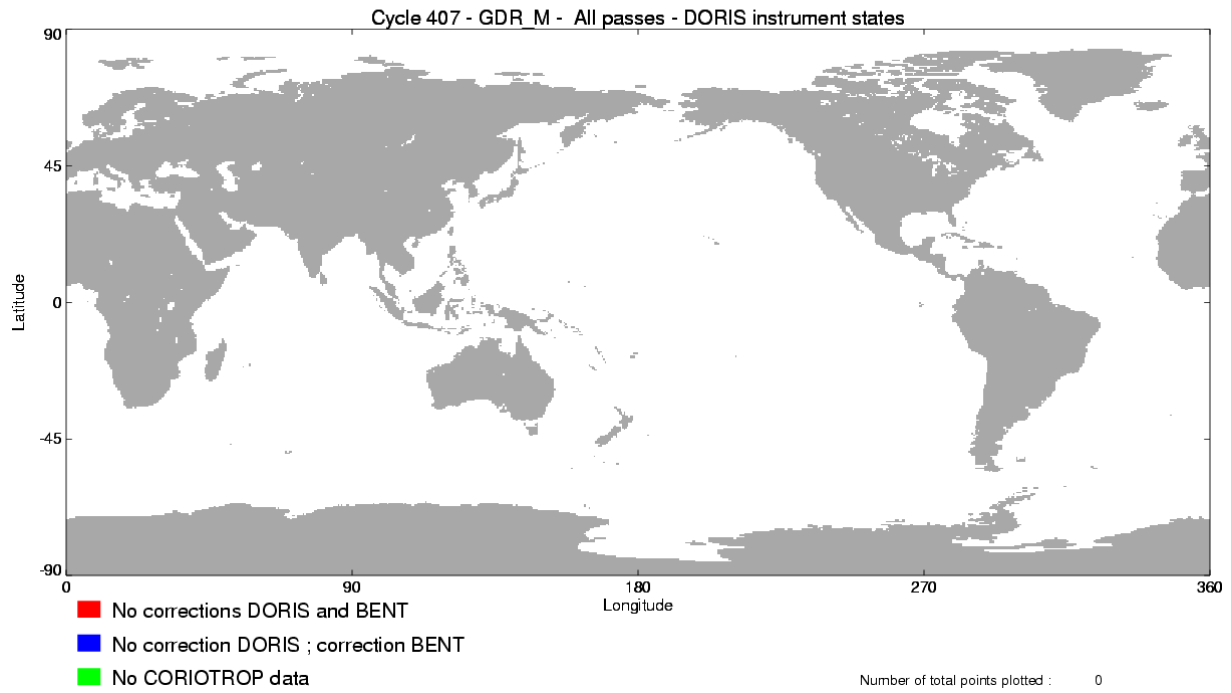 Cycle 407 - GDR_M - All passes - DORIS instrument states
90
45
0
-45
-90
Latitude
0 90 180 270 360
Longitude
No corrections DORIS and BENT
No correction DORIS ; correction BENT
No CORIOTROP data
Number of total points plotted : 0